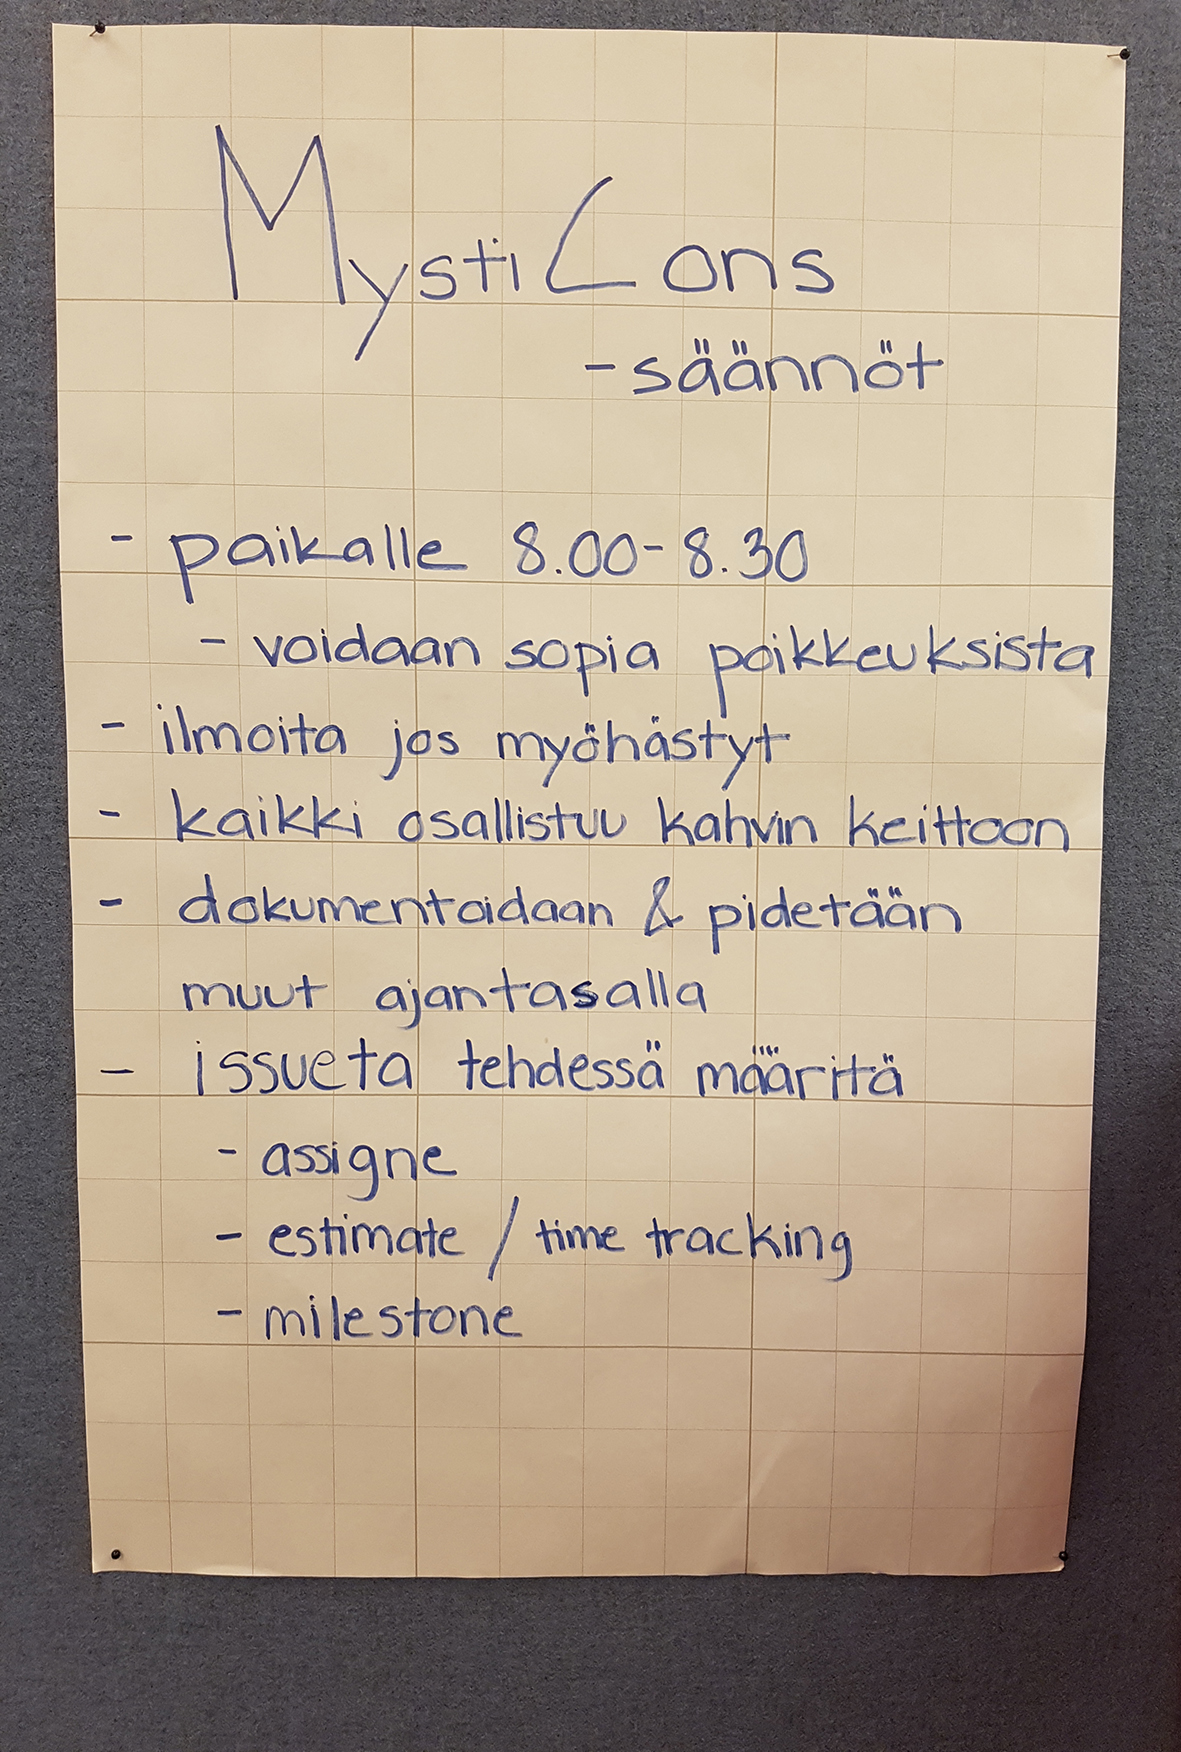 MystiCons
-säännöt
- paikalle 8.00-8.30
- voidaan sopia poikkeuksista
- ilmoita jos myöhästyt
- kaikki osallistuu kahvin keittoon
- dokumentoidaan & pidetään
muut ajantasalla
- issueta tehdessä määritä
- assigne
- estimate / time tracking
- milestone